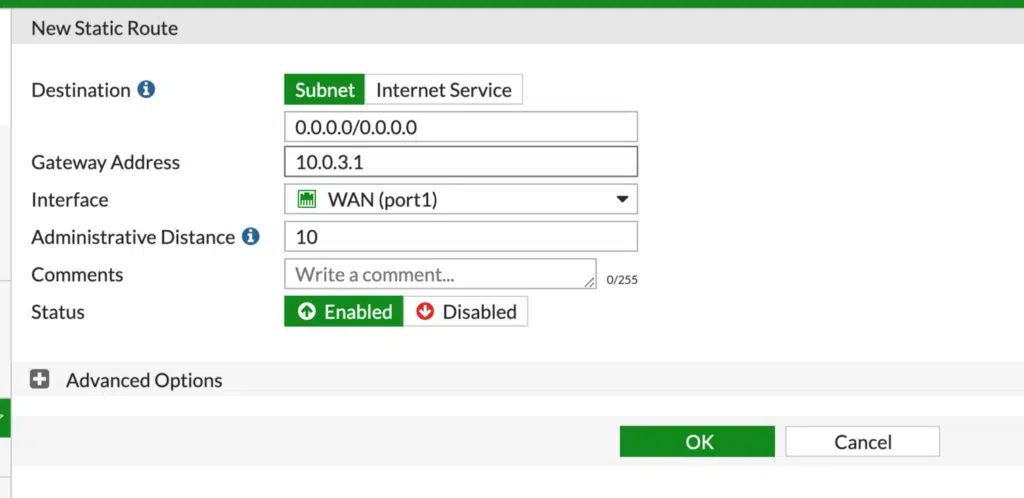 New Static Route
Destination
Subnet Internet Service
0.0.0.0/0.0.0.0
Gateway Address 10.0.3.1
Interface WAN (port1)
Administrative Distance 10
Comments Write a comment... 0/255
Status Enabled Disabled
Advanced Options
OK Cancel